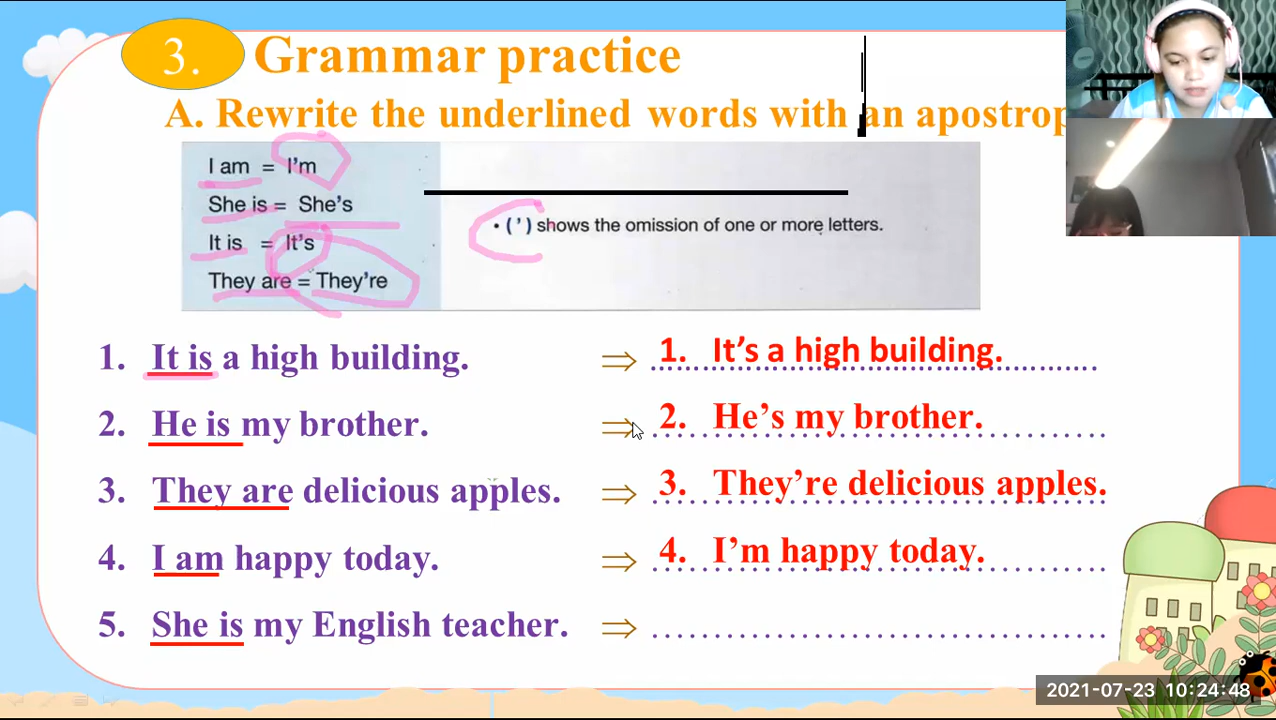 3. Grammar practice
A. Rewrite the underlined words with an apostrop
I am = I'm
She is = She's
It is = It's
They are = They're
• (') shows the omission of one or more letters.
1. It is a high building. ⇒ 1. It's a high building.
2. He is my brother. ⇒ 2. He's my brother.
3. They are delicious apples. ⇒ 3. They're delicious apples.
4. I am happy today. ⇒ 4. I'm happy today.
5. She is my English teacher. ⇒
2021-07-23 10:24:48